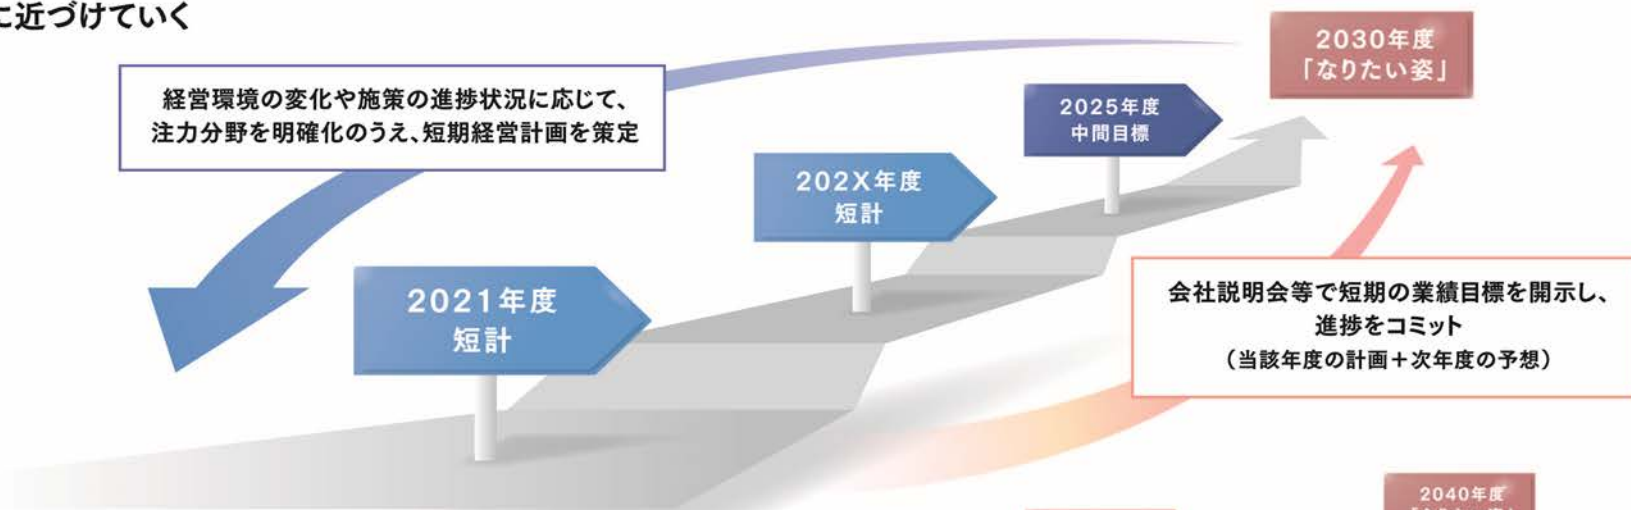 に近づけていく
2030年度
「なりたい姿」
経営環境の変化や施策の進捗状況に応じて、
注力分野を明確化のうえ、短期経営計画を策定
2025年度
中間目標
202X年度
短計
2021年度
短計
会社説明会等で短期の業績目標を開示し、
進捗をコミット
（当該年度の計画＋次年度の予想）
2040年度